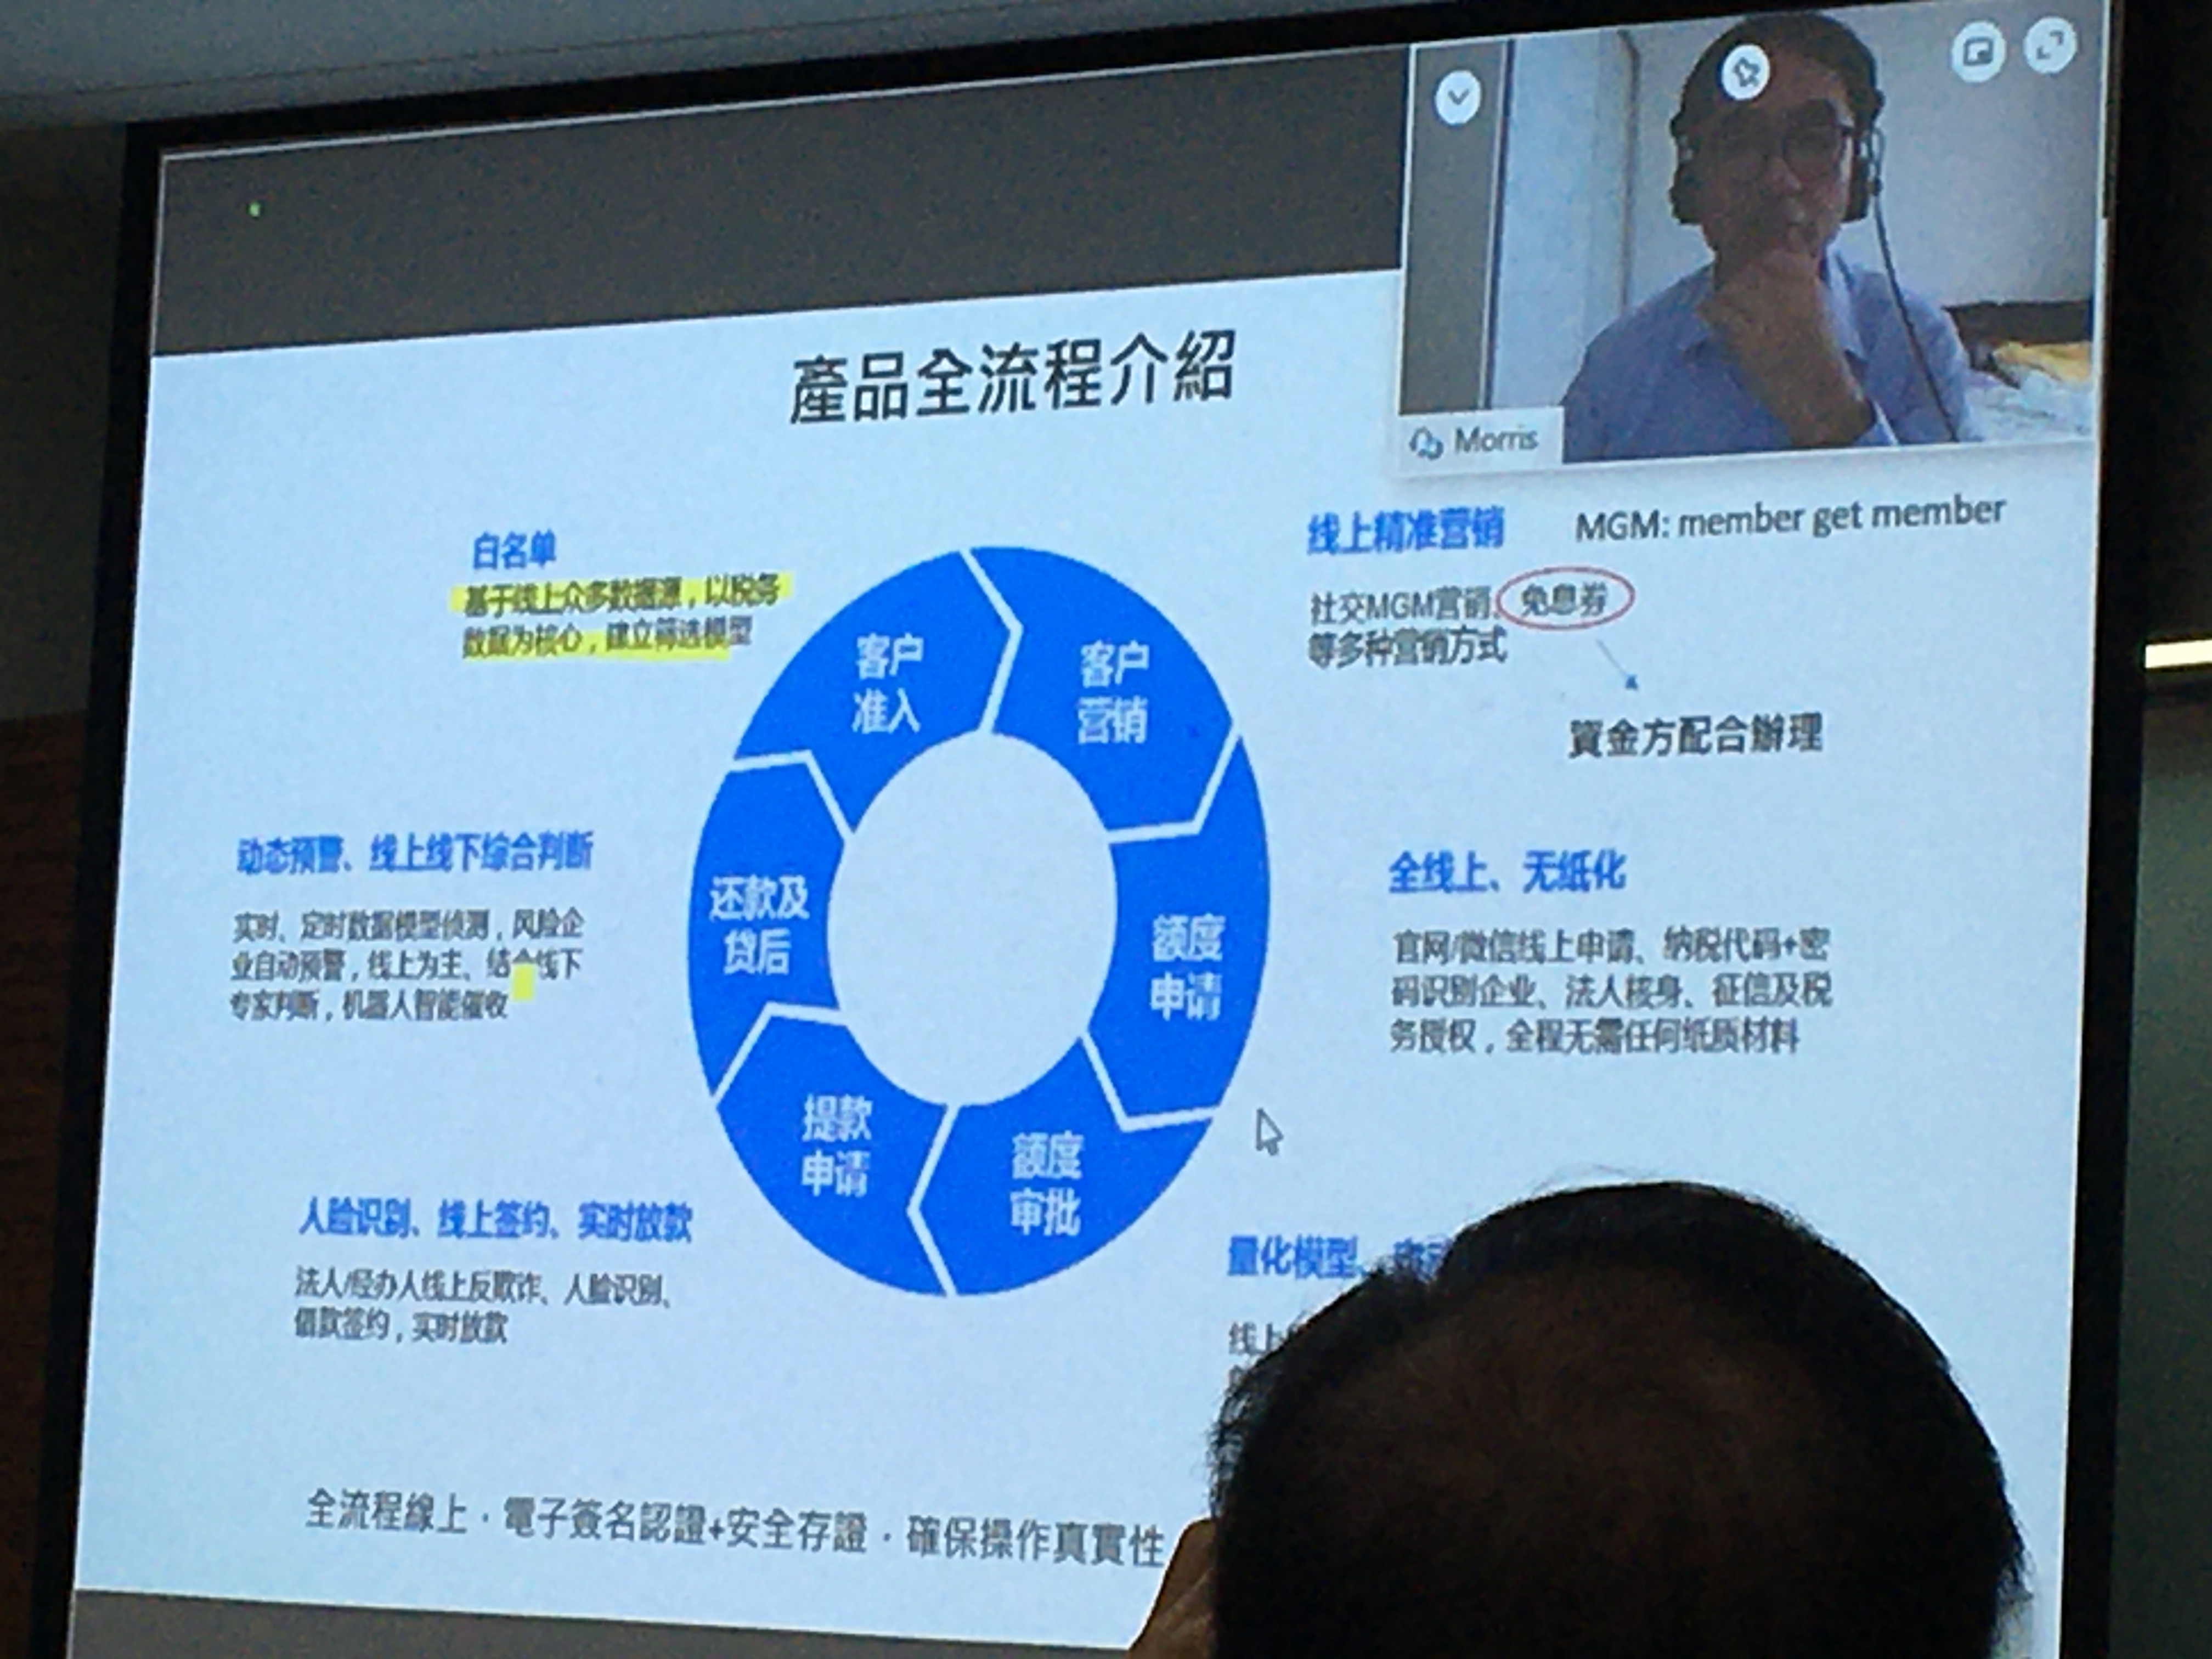 Morris
產品全流程介紹
白名单
基于线上众多数据源，以税务
数据为核心，建立筛选模型
线上精准营销
MGM: member get member
社交MGM营销、免息券
等多种营销方式
資金方配合辦理
客户
准入
客户
营销
动态预警、线上线下综合判断
实时、定时数据模型侦测，风险企
业自动预警，线上为主、结合线下
专家判断，机器人智能催收
还款及
贷后
额度
申请
全线上、无纸化
官网/微信线上申请、纳税代码+密
码识别企业、法人核身、征信及税
务授权，全程无需任何纸质材料
提款
申请
额度
审批
人脸识别、线上签约、实时放款
法人/经办人线上反欺诈、人脸识别、
借款签约，实时放款
量化模型、
线上
全流程線上，電子簽名認證+安全存證，確保操作真實性